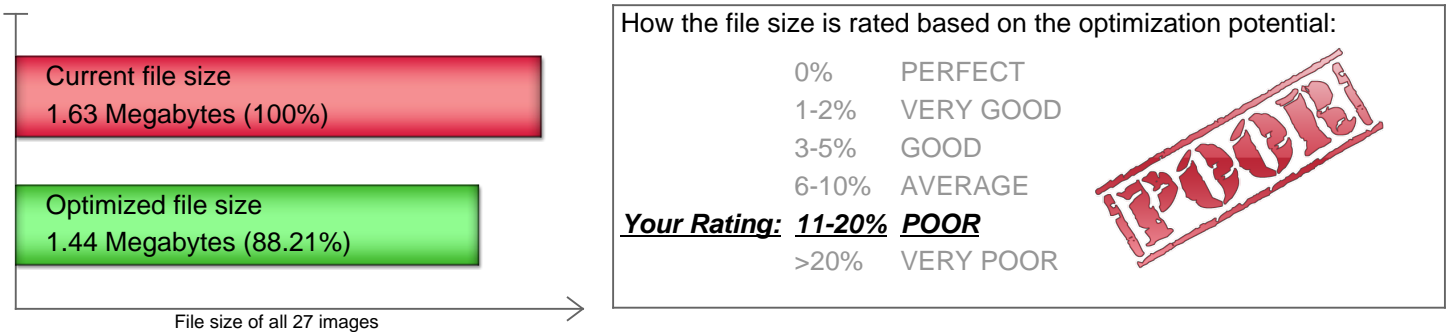 Current file size
1.63 Megabytes (100%)
Optimized file size
1.44 Megabytes (88.21%)
File size of all 27 images
How the file size is rated based on the optimization potential:
0% PERFECT
1-2% VERY GOOD
3-5% GOOD
6-10% AVERAGE
Your Rating: 11-20% POOR
>20% VERY POOR
POOR